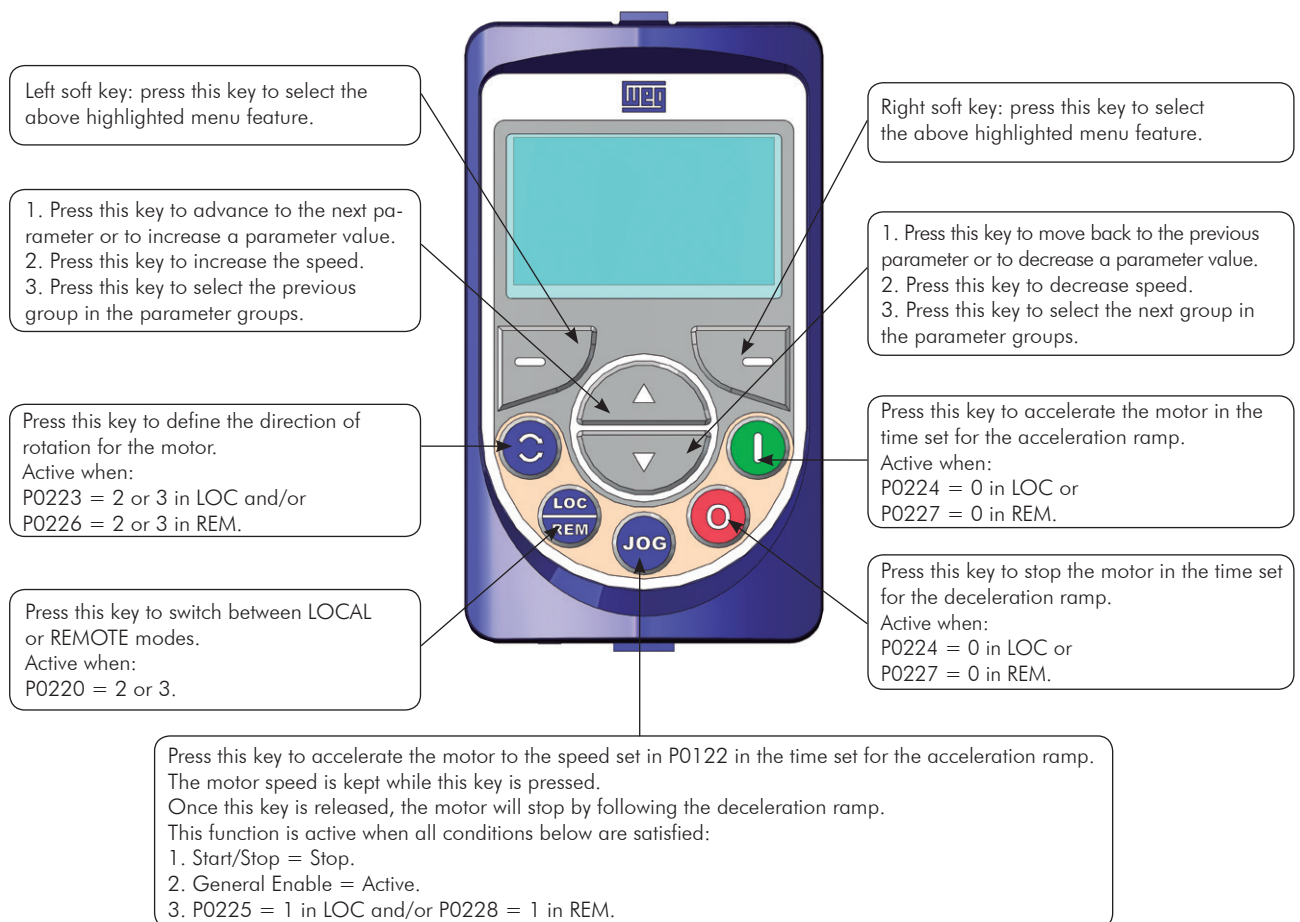 weg
Left soft key: press this key to select the
above highlighted menu feature.
Right soft key: press this key to select
the above highlighted menu feature.
1. Press this key to advance to the next pa-
rameter or to increase a parameter value.
2. Press this key to increase the speed.
3. Press this key to select the previous
group in the parameter groups.
1. Press this key to move back to the previous
parameter or to decrease a parameter value.
2. Press this key to decrease speed.
3. Press this key to select the next group in
the parameter groups.
Press this key to define the direction of
rotation for the motor.
Active when:
P0223 = 2 or 3 in LOC and/or
P0226 = 2 or 3 in REM.
Press this key to accelerate the motor in the
time set for the acceleration ramp.
Active when:
P0224 = 0 in LOC or
P0227 = 0 in REM.
LOC
REM
JOG
Press this key to switch between LOCAL
or REMOTE modes.
Active when:
P0220 = 2 or 3.
Press this key to stop the motor in the time set
for the deceleration ramp.
Active when:
P0224 = 0 in LOC or
P0227 = 0 in REM.
Press this key to accelerate the motor to the speed set in P0122 in the time set for the acceleration ramp.
The motor speed is kept while this key is pressed.
Once this key is released, the motor will stop by following the deceleration ramp.
This function is active when all conditions below are satisfied:
1. Start/Stop = Stop.
2. General Enable = Active.
3. P0225 = 1 in LOC and/or P0228 = 1 in REM.